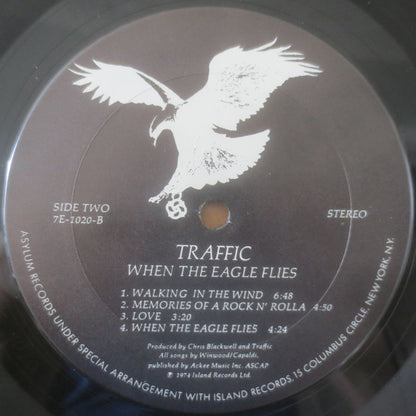 SIDE TWO
7E-1020-B
STEREO
TRAFFIC
WHEN THE EAGLE FLIES
1. WALKING IN THE WIND 6:48
2. MEMORIES OF A ROCK N' ROLLA 4:50
3. LOVE 3:20
4. WHEN THE EAGLE FLIES 4:24
Produced by Chris Blackwell and Traffic
All songs by Winwood/Capaldi,
published by Ackee Music Inc. ASCAP
℗ 1974 Island Records Ltd.
ASYLUM RECORDS UNDER SPECIAL ARRANGEMENT WITH ISLAND RECORDS, 15 COLUMBUS CIRCLE, NEW YORK, N.Y.